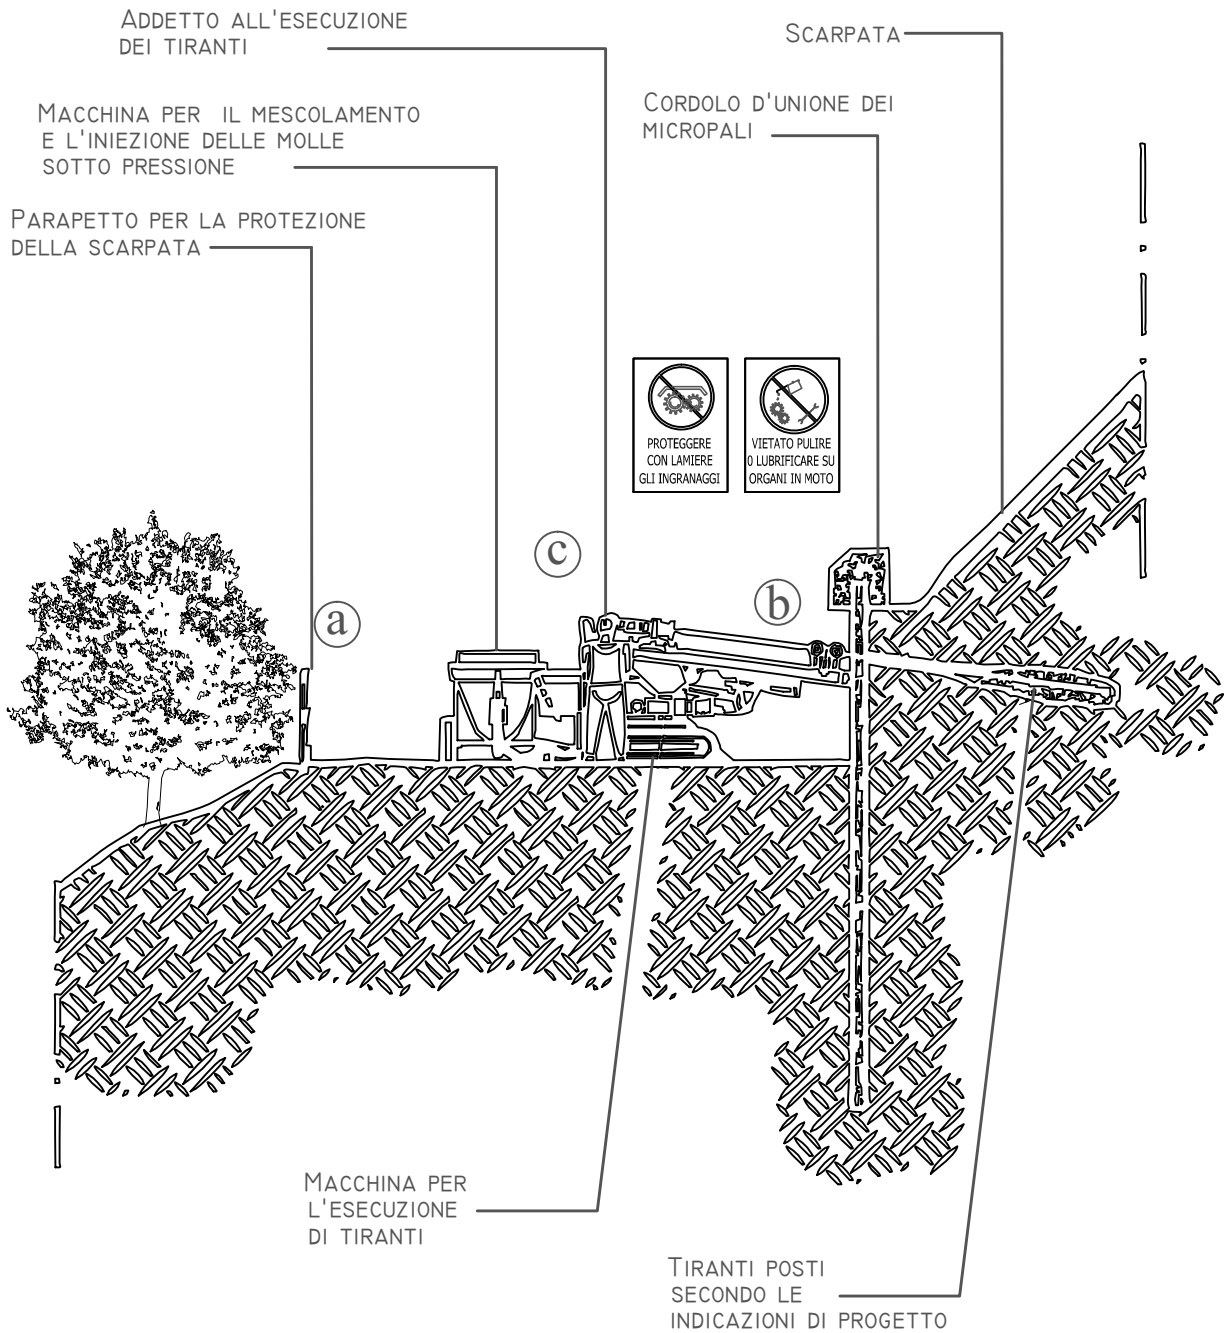 ADDETTO ALL'ESECUZIONE
DEI TIRANTI
SCARPATA
MACCHINA PER IL MESCOLAMENTO
E L'INIEZIONE DELLE MOLLE
SOTTO PRESSIONE
CORDOLO D'UNIONE DEI
MICROPALI
PARAPETTO PER LA PROTEZIONE
DELLA SCARPATA
PROTEGGERE
CON LAMIERE
GLI INGRANAGGI
VIETATO PULIRE
O LUBRIFICARE SU
ORGANI IN MOTO
c
b
a
MACCHINA PER
L'ESECUZIONE
DI TIRANTI
TIRANTI POSTI
SECONDO LE
INDICAZIONI DI PROGETTO